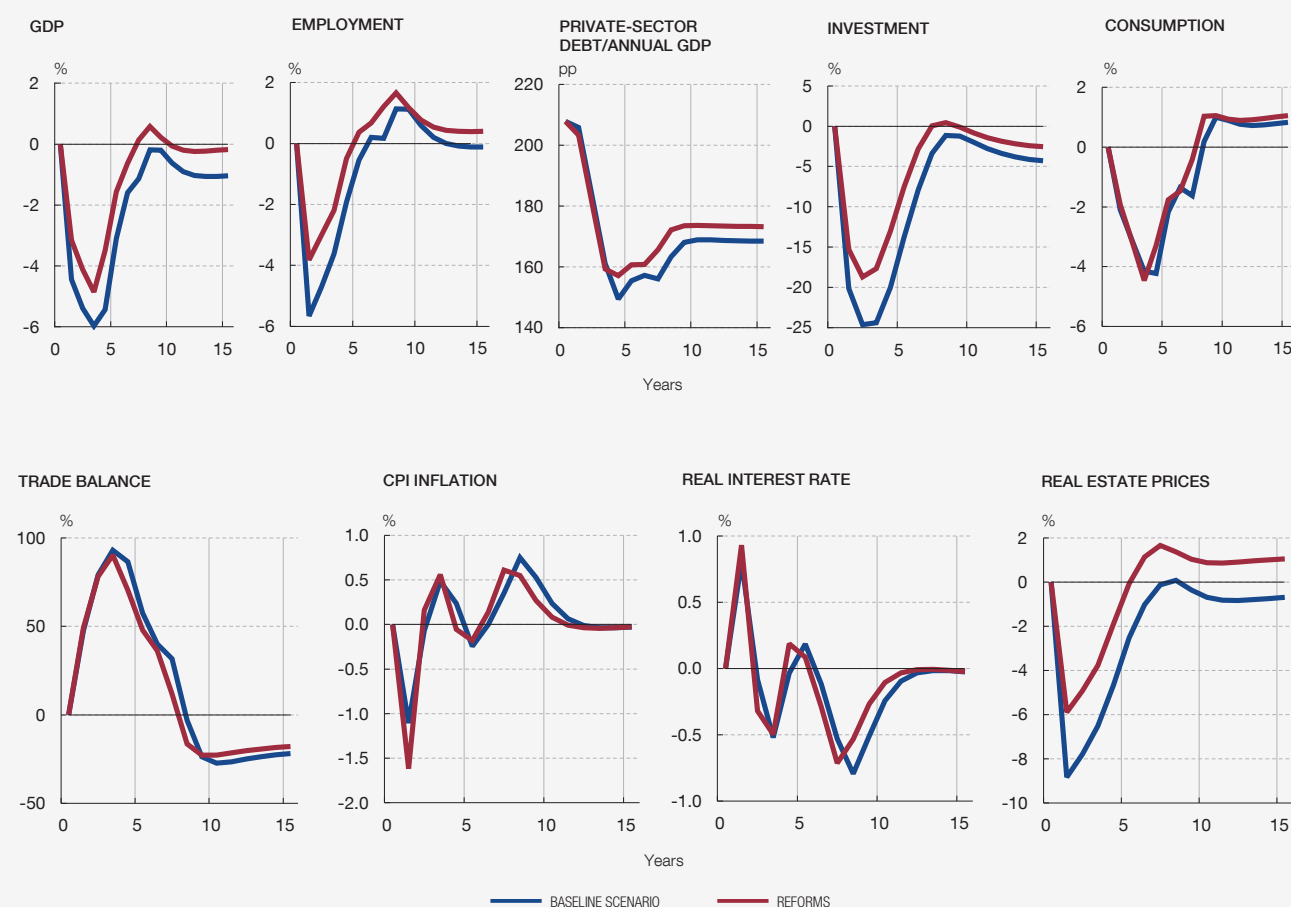 GDP
%
2
0
-2
-4
-6
0 5 10 15
EMPLOYMENT
%
2
0
-2
-4
-6
0 5 10 15
PRIVATE-SECTOR
DEBT/ANNUAL GDP
pp
220
200
180
160
140
0 5 10 15
INVESTMENT
%
5
0
-5
-10
-15
-20
-25
0 5 10 15
CONSUMPTION
%
2
0
-2
-4
-6
0 5 10 15
Years
TRADE BALANCE
%
100
50
0
-50
0 5 10 15
CPI INFLATION
%
1.0
0.5
0.0
-0.5
-1.0
-1.5
-2.0
0 5 10 15
REAL INTEREST RATE
%
1.0
0.5
0.0
-0.5
-1.0
0 5 10 15
REAL ESTATE PRICES
%
2
0
-2
-4
-6
-8
-10
0 5 10 15
Years
BASELINE SCENARIO REFORMS